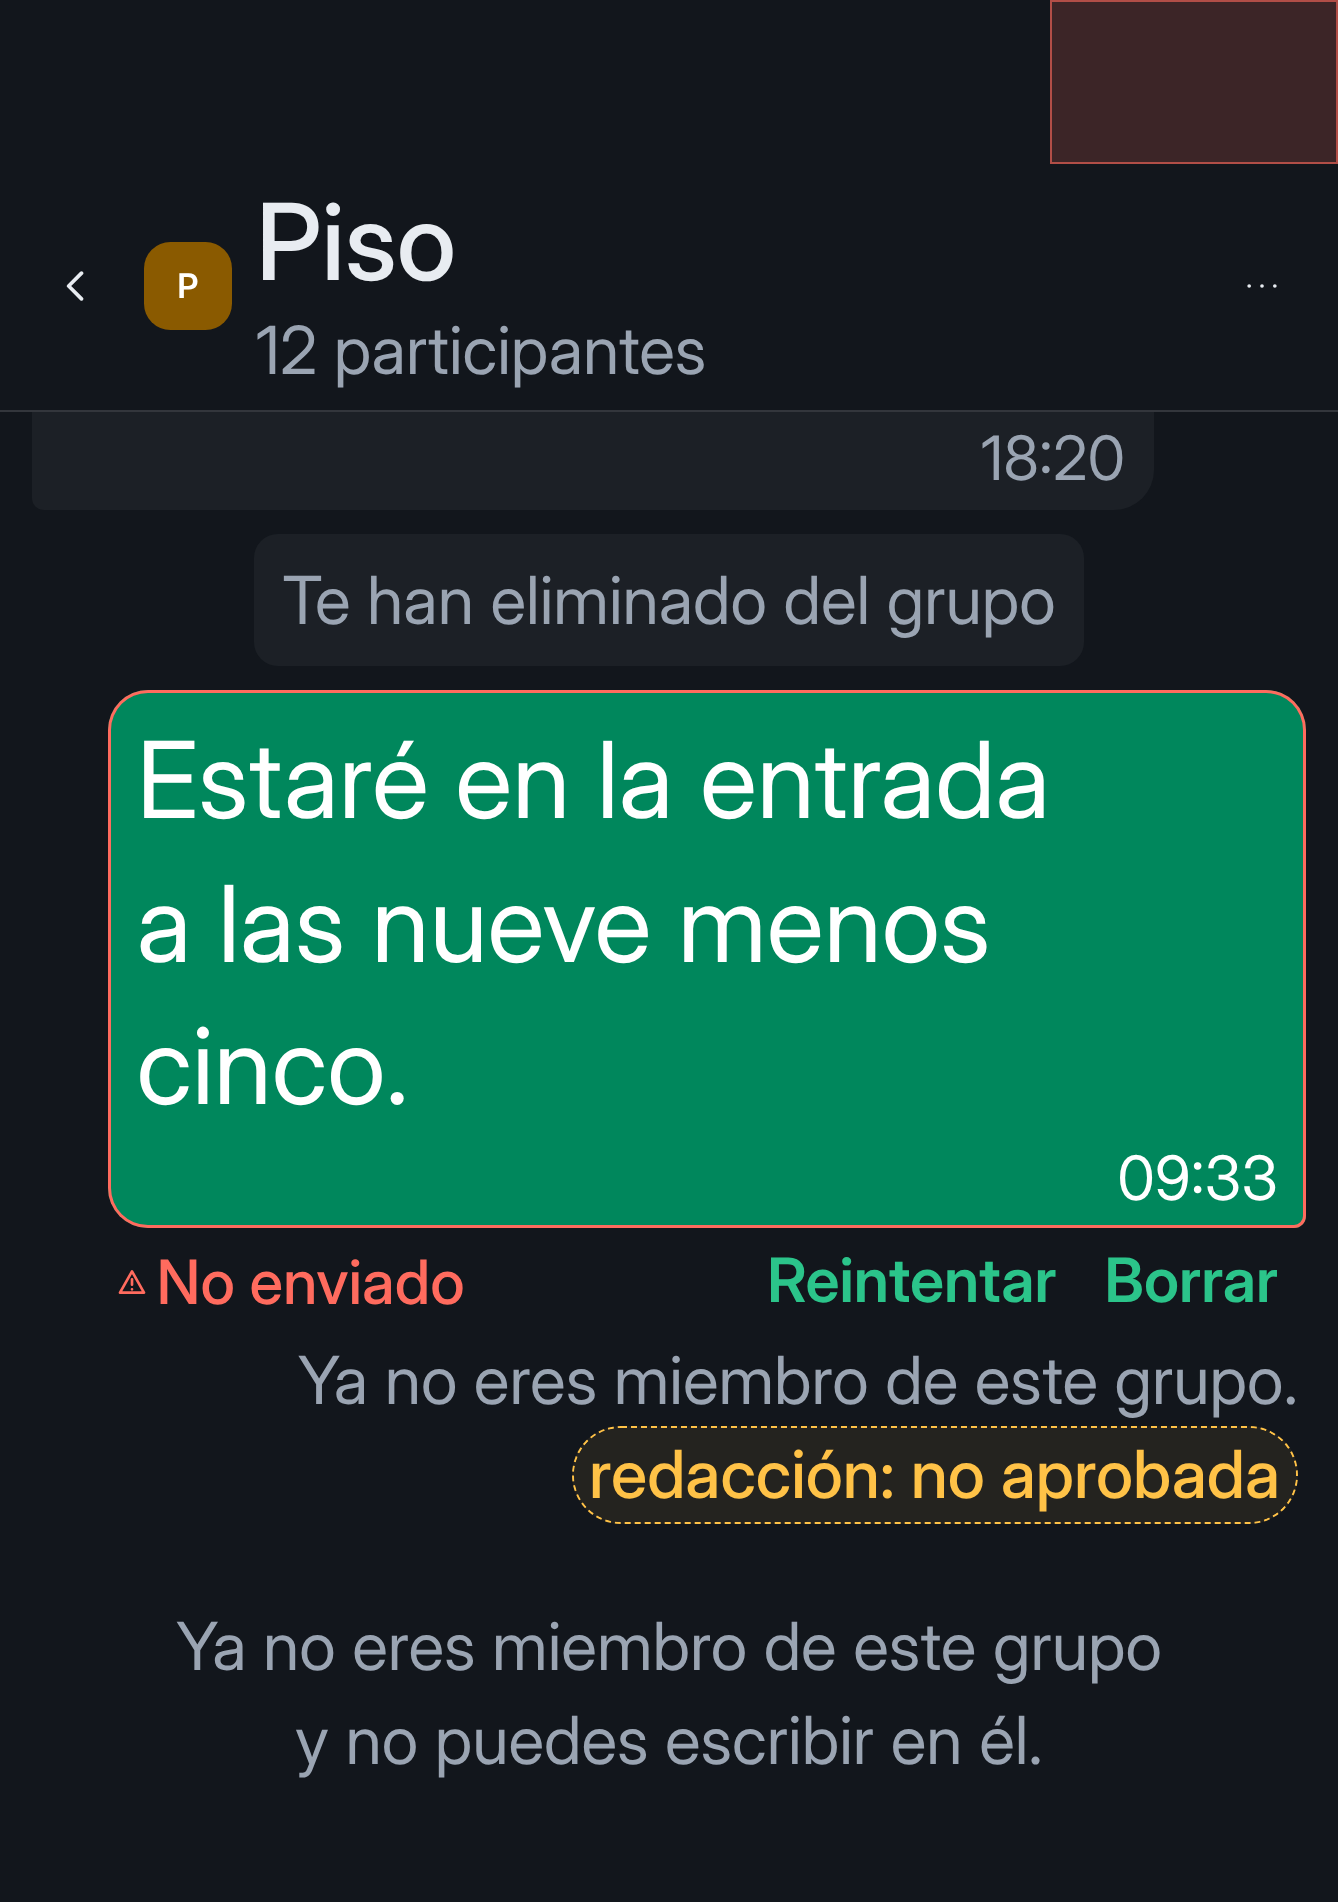 P
Piso
12 participantes
18:20
Te han eliminado del grupo
Estaré en la entrada
a las nueve menos
cinco.
09:33
No enviado Reintentar Borrar
Ya no eres miembro de este grupo.
redacción: no aprobada
Ya no eres miembro de este grupo
y no puedes escribir en él.